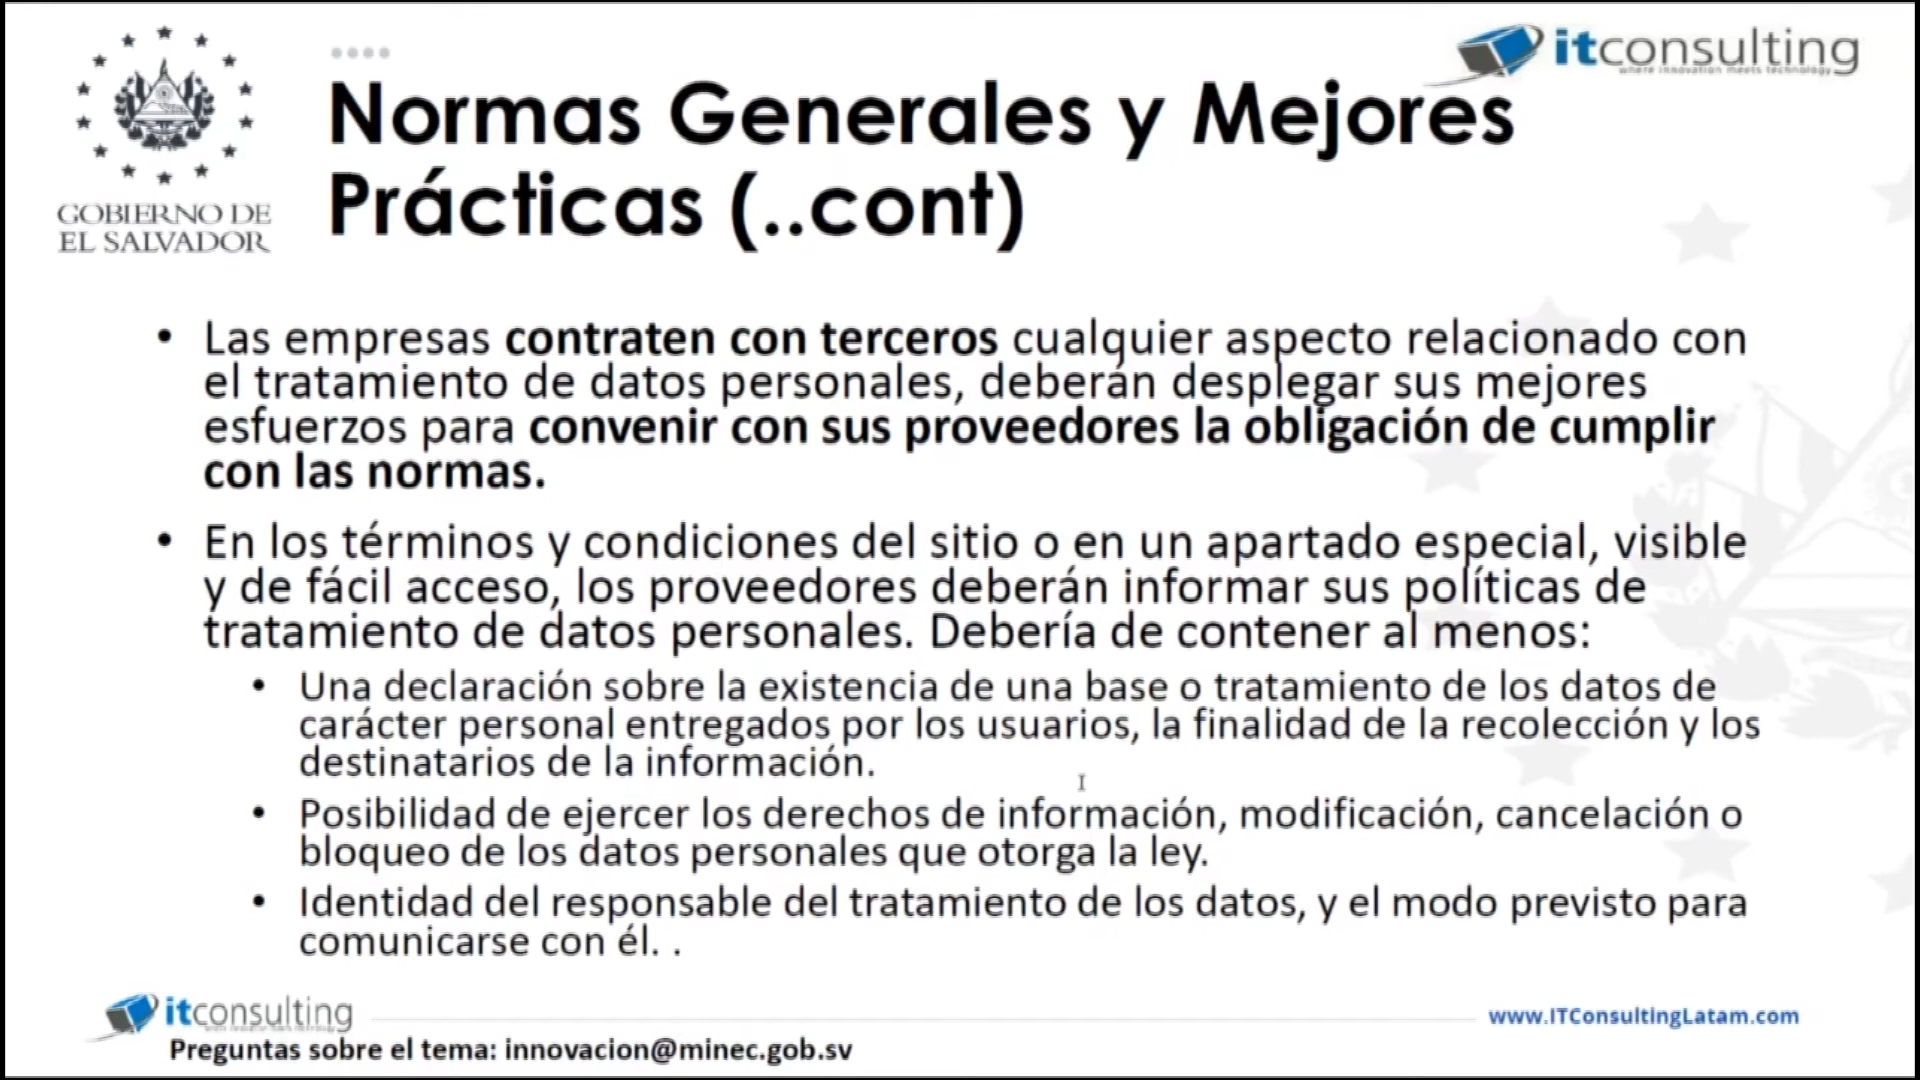 itconsulting
where innovation meets technology
Normas Generales y Mejores
Prácticas (..cont)
GOBIERNO DE
EL SALVADOR
• Las empresas contraten con terceros cualquier aspecto relacionado con
el tratamiento de datos personales, deberán desplegar sus mejores
esfuerzos para convenir con sus proveedores la obligación de cumplir
con las normas.
• En los términos y condiciones del sitio o en un apartado especial, visible
y de fácil acceso, los proveedores deberán informar sus políticas de
tratamiento de datos personales. Debería de contener al menos:
• Una declaración sobre la existencia de una base o tratamiento de los datos de
carácter personal entregados por los usuarios, la finalidad de la recolección y los
destinatarios de la información.
• Posibilidad de ejercer los derechos de información, modificación, cancelación o
bloqueo de los datos personales que otorga la ley.
• Identidad del responsable del tratamiento de los datos, y el modo previsto para
comunicarse con él. .
itconsulting
www.ITConsultingLatam.com
Preguntas sobre el tema: innovacion@minec.gob.sv